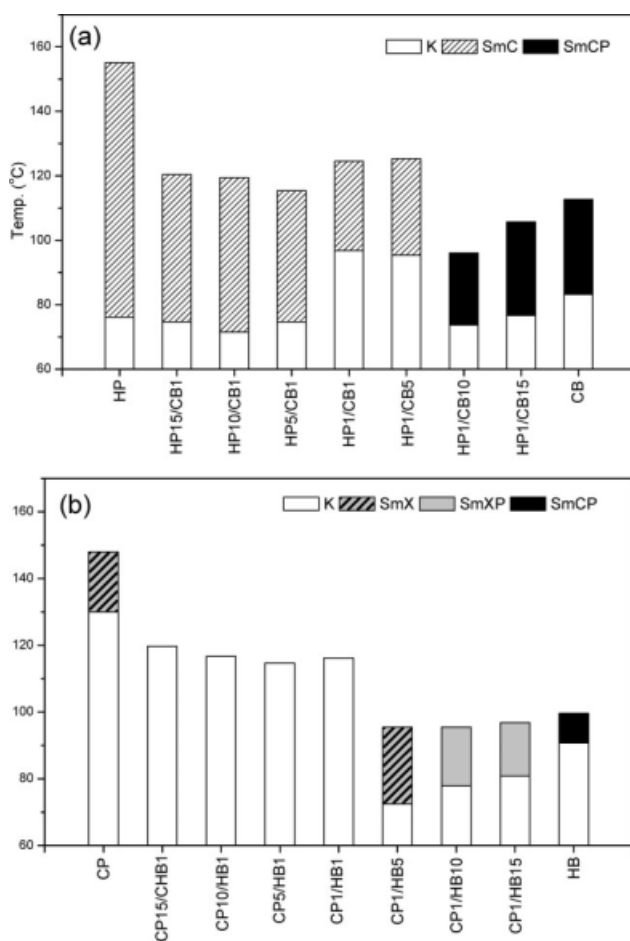 (a)
K SmC SmCP
Temp. (°C)
160
140
120
100
80
60
HP
HP15/CB1
HP10/CB1
HP5/CB1
HP1/CB1
HP1/CB5
HP1/CB10
HP1/CB15
CB
(b)
K SmX SmXP SmCP
160
140
120
100
80
60
CP
CP15/CHB1
CP10/HB1
CP5/HB1
CP1/HB1
CP1/HB5
CP1/HB10
CP1/HB15
HB